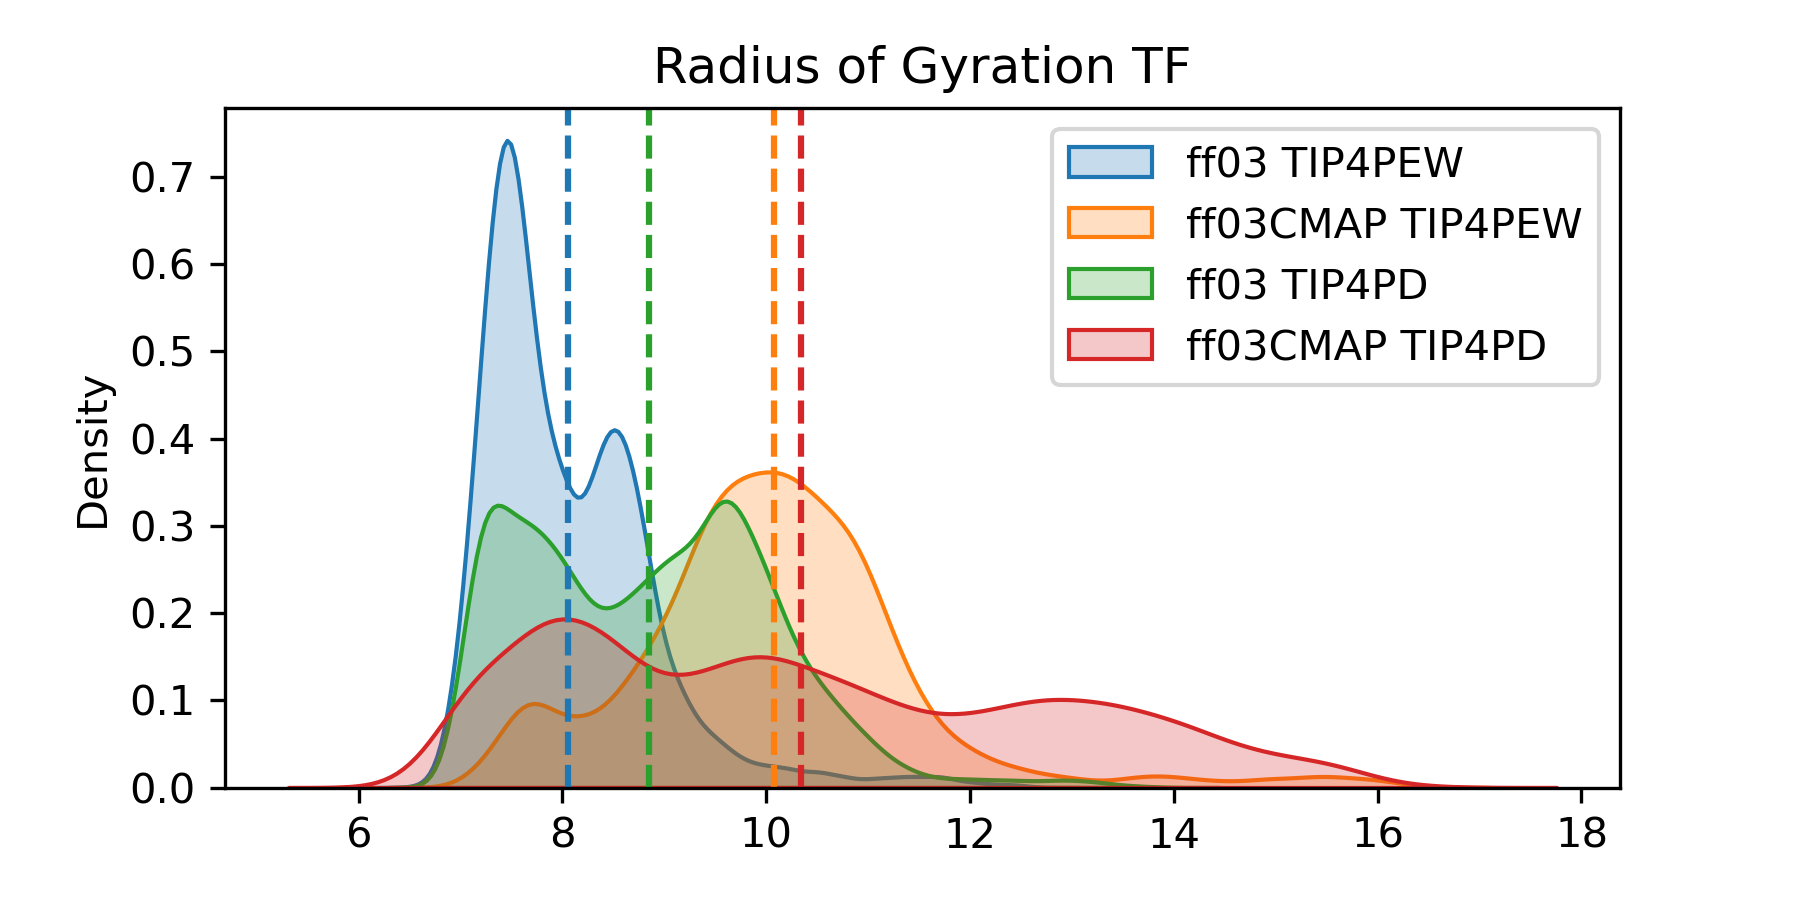 Radius of Gyration TF
ff03 TIP4PEW
ff03CMAP TIP4PEW
ff03 TIP4PD
ff03CMAP TIP4PD
Density
0.7
0.6
0.5
0.4
0.3
0.2
0.1
0.0
6 8 10 12 14 16 18